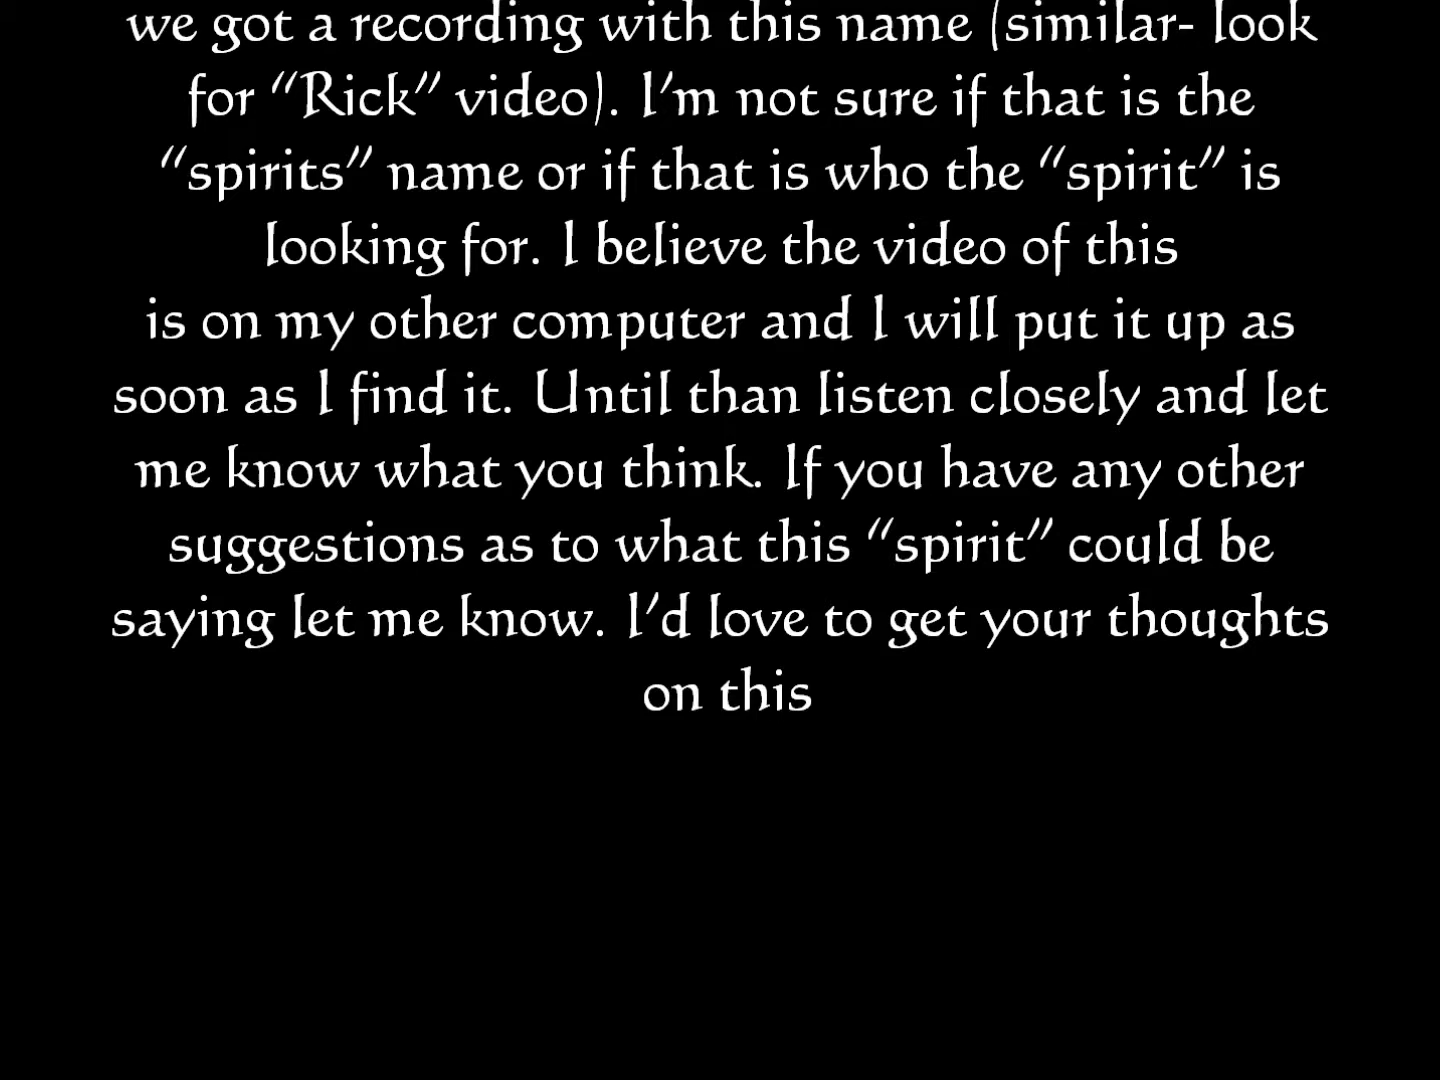 we got a recording with this name (similar- look
for "Rick" video). I'm not sure if that is the
"spirits" name or if that is who the "spirit" is
looking for. I believe the video of this
is on my other computer and I will put it up as
soon as I find it. Until than listen closely and let
me know what you think. If you have any other
suggestions as to what this "spirit" could be
saying let me know. I'd love to get your thoughts
on this